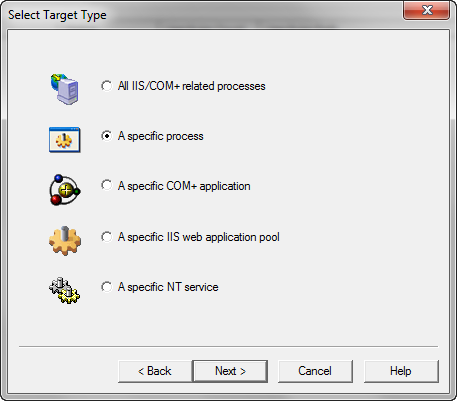 Select Target Type
All IIS/COM+ related processes
A specific process
A specific COM+ application
A specific IIS web application pool
A specific NT service
< Back Next > Cancel Help